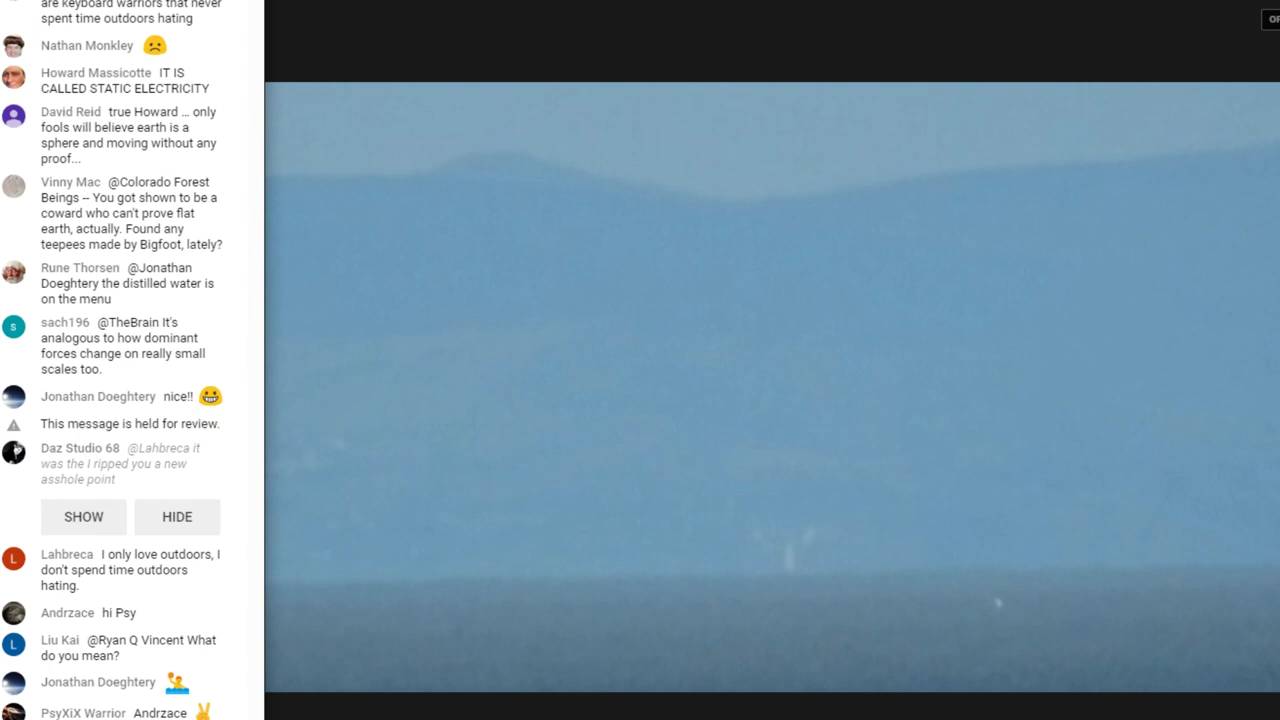 are keyboard warriors that never
spent time outdoors hating
Nathan Monkley
Howard Massicotte IT IS
CALLED STATIC ELECTRICITY
David Reid true Howard ... only
fools will believe earth is a
sphere and moving without any
proof...
Vinny Mac @Colorado Forest
Beings -- You got shown to be a
coward who can't prove flat
earth, actually. Found any
teepees made by Bigfoot, lately?
Rune Thorsen @Jonathan
Doeghtery the distilled water is
on the menu
S
sach196 @TheBrain It's
analogous to how dominant
forces change on really small
scales too.
Jonathan Doeghtery nice!!
This message is held for review.
Daz Studio 68 @Lahbreca it
was the I ripped you a new
asshole point
SHOW HIDE
L
Lahbreca I only love outdoors, I
don't spend time outdoors
hating.
Andrzace hi Psy
L
Liu Kai @Ryan Q Vincent What
do you mean?
Jonathan Doeghtery
PsyXiX Warrior Andrzace